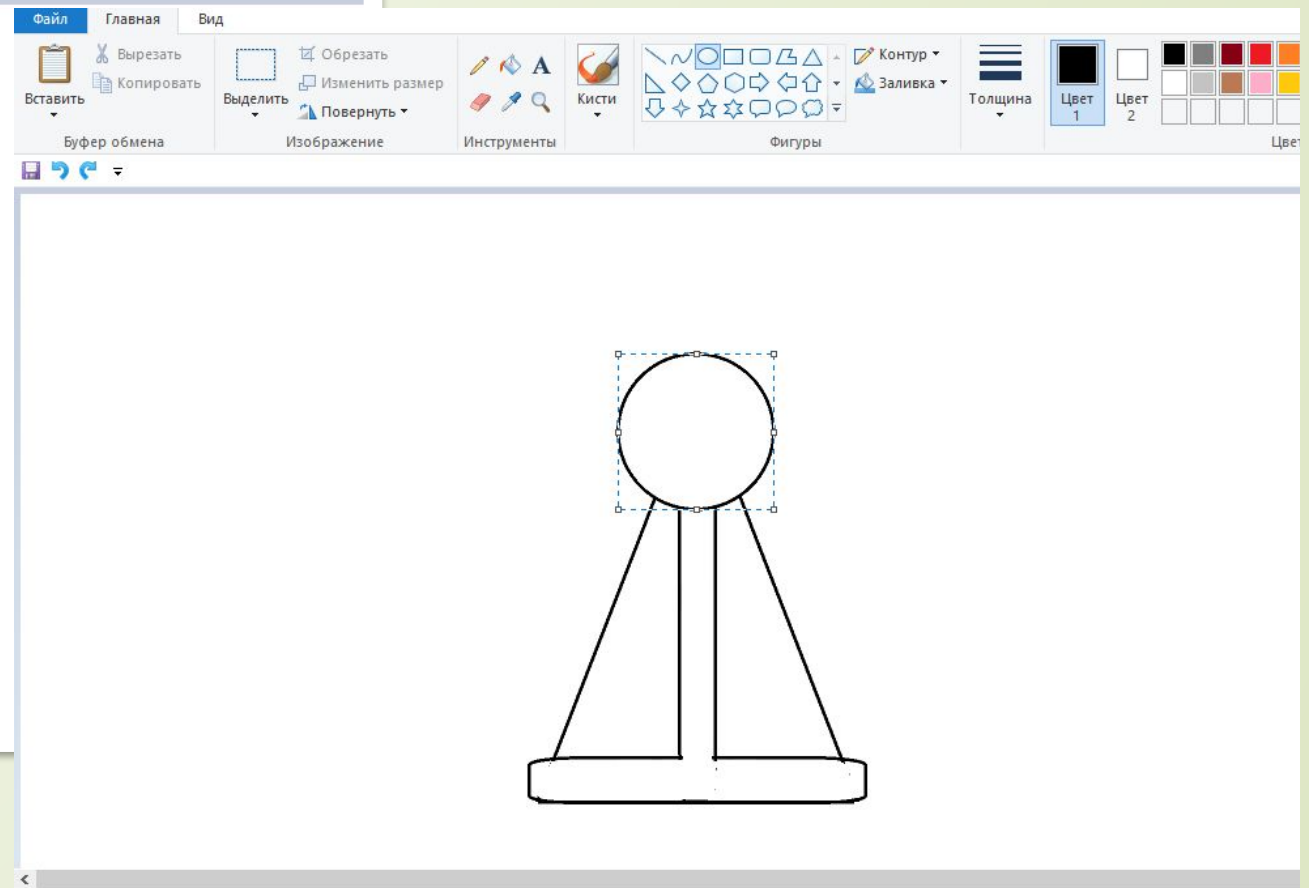 Файл Главная Вид
Вырезать
Копировать
Вставить
Обрезать
Изменить размер
Повернуть
Выделить
A
Кисти
Контур
Заливка
Толщина
Цвет
1
Цвет
2
Буфер обмена Изображение Инструменты Фигуры Цве